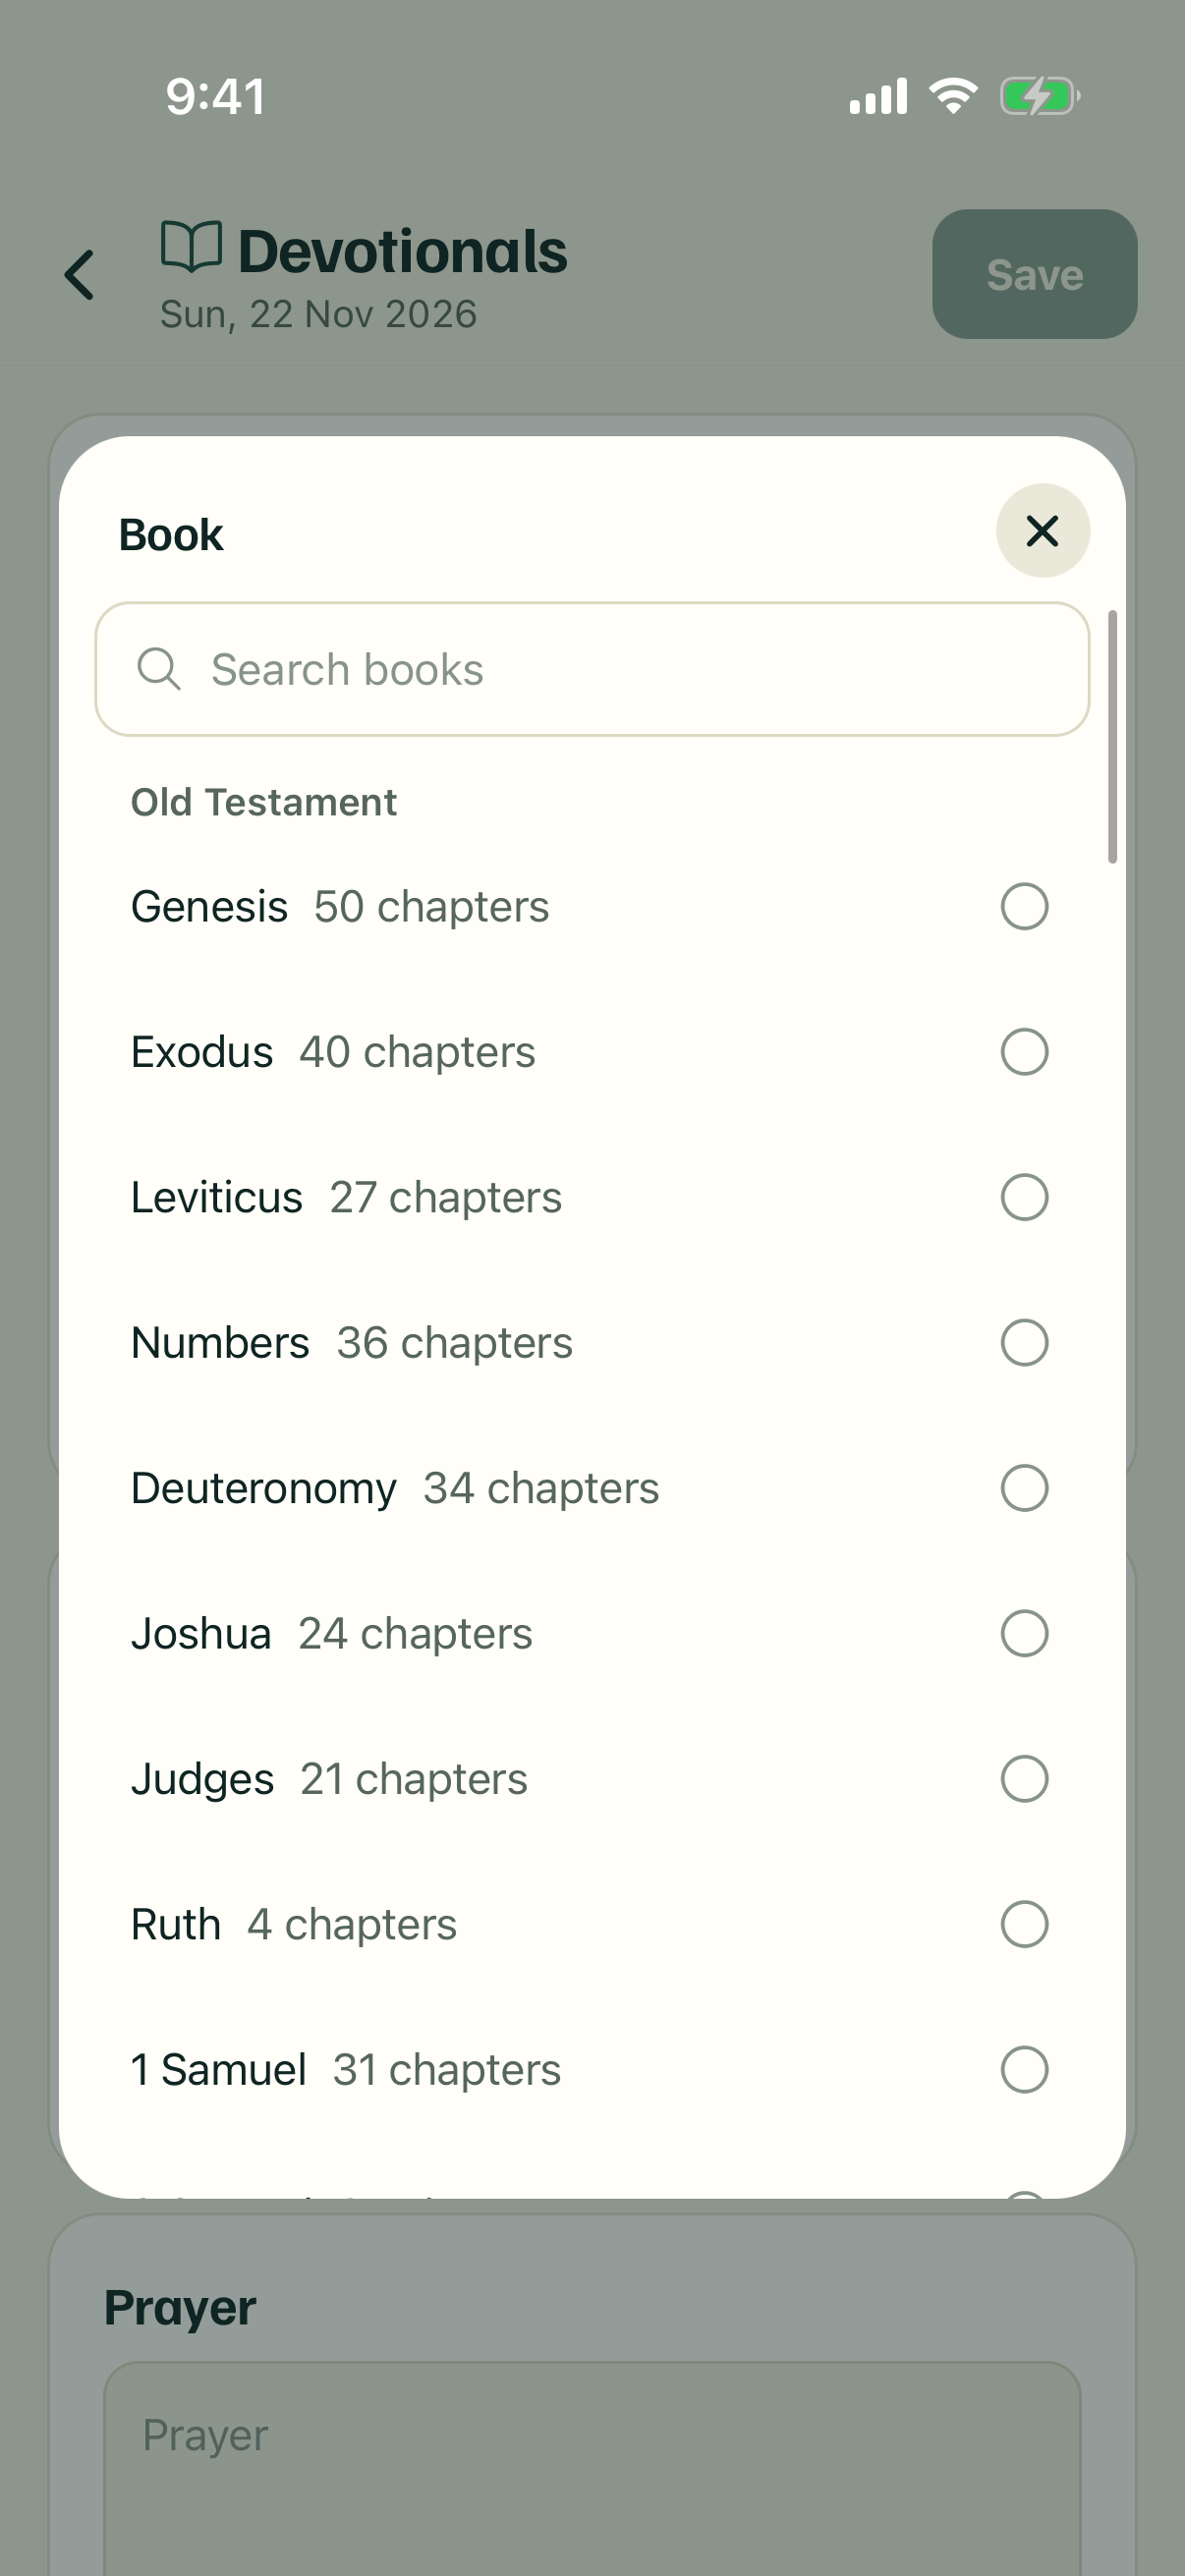 9:41
Devotionals
Sun, 22 Nov 2026
Save
Book
Search books
Old Testament
Genesis 50 chapters
Exodus 40 chapters
Leviticus 27 chapters
Numbers 36 chapters
Deuteronomy 34 chapters
Joshua 24 chapters
Judges 21 chapters
Ruth 4 chapters
1 Samuel 31 chapters
Prayer
Prayer